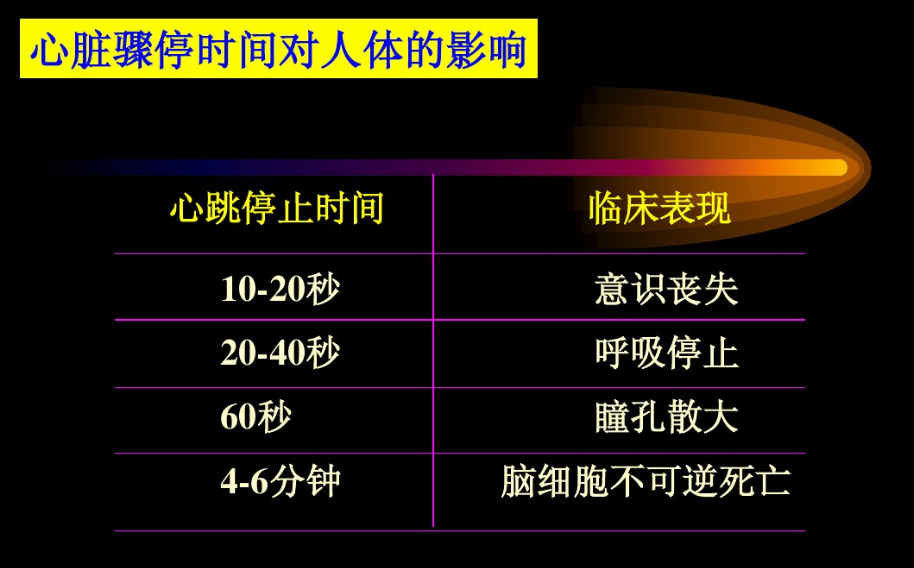 心脏骤停时间对人体的影响
心跳停止时间 临床表现
10-20秒 意识丧失
20-40秒 呼吸停止
60秒 瞳孔散大
4-6分钟 脑细胞不可逆死亡